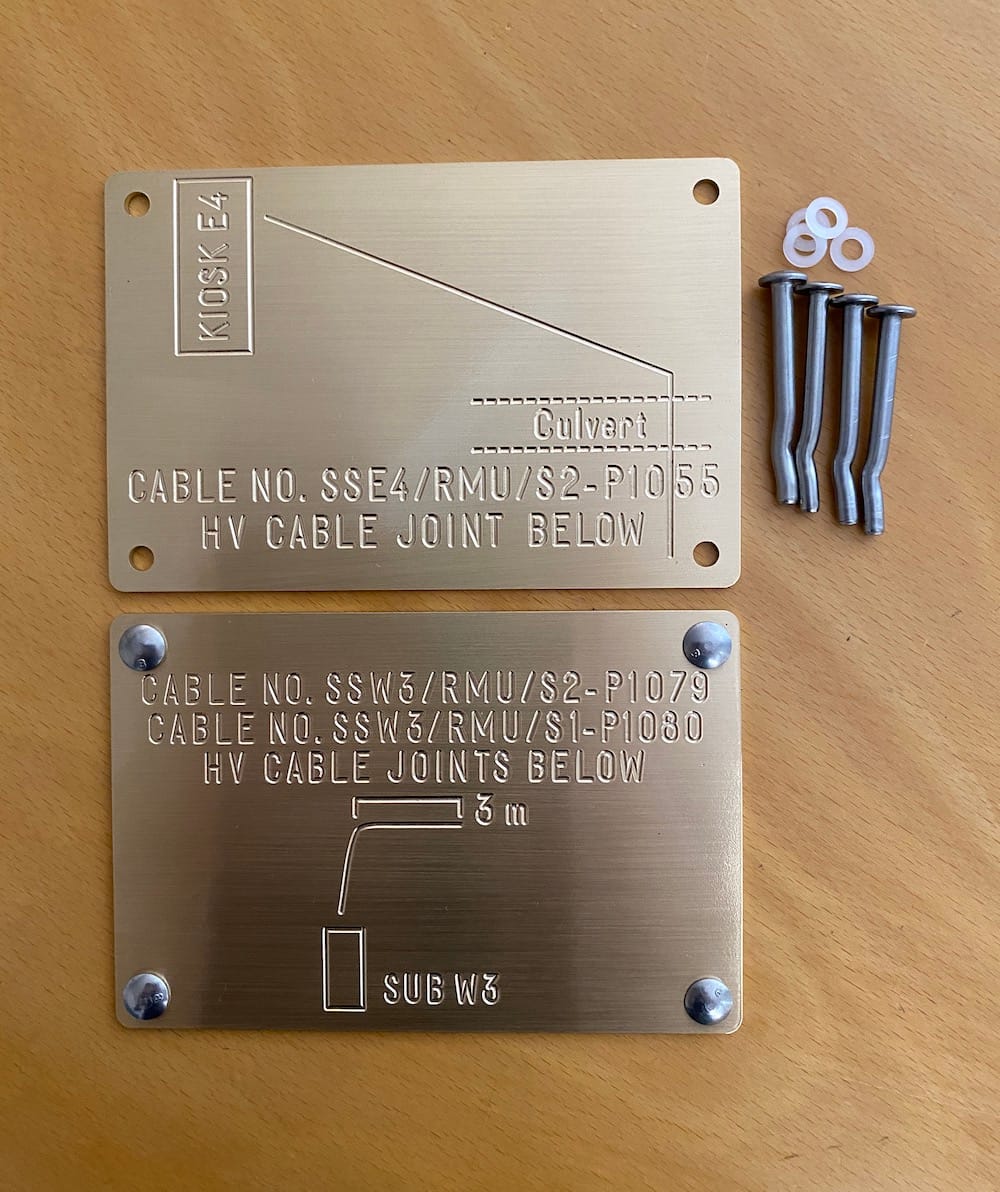 KIOSK E4
Culvert
CABLE NO. SSE4/RMU/S2-P1055
HV CABLE JOINT BELOW
CABLE NO. SSW3/RMU/S2-P1079
CABLE NO. SSW3/RMU/S1-P1080
HV CABLE JOINTS BELOW
3 m
SUB W3